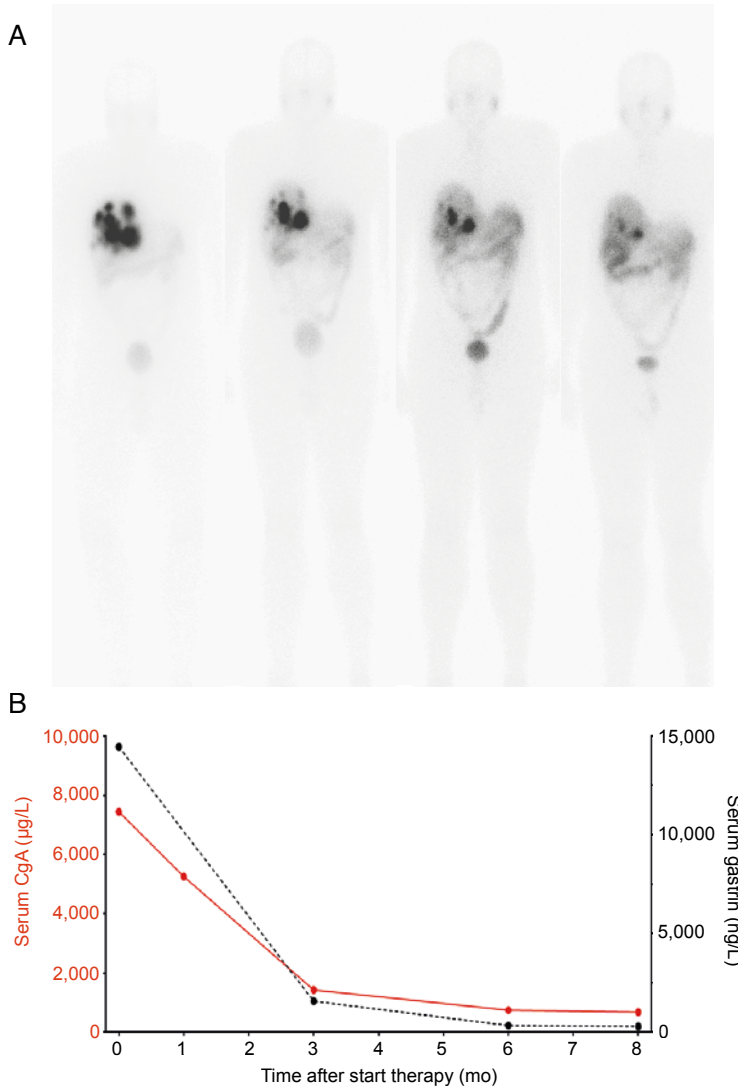 A
B
10,000
8,000
6,000
4,000
2,000
0
Serum CgA (µg/L)
15,000
10,000
5,000
0
Serum gastrin (ng/L)
0 1 2 3 4 5 6 7 8
Time after start therapy (mo)